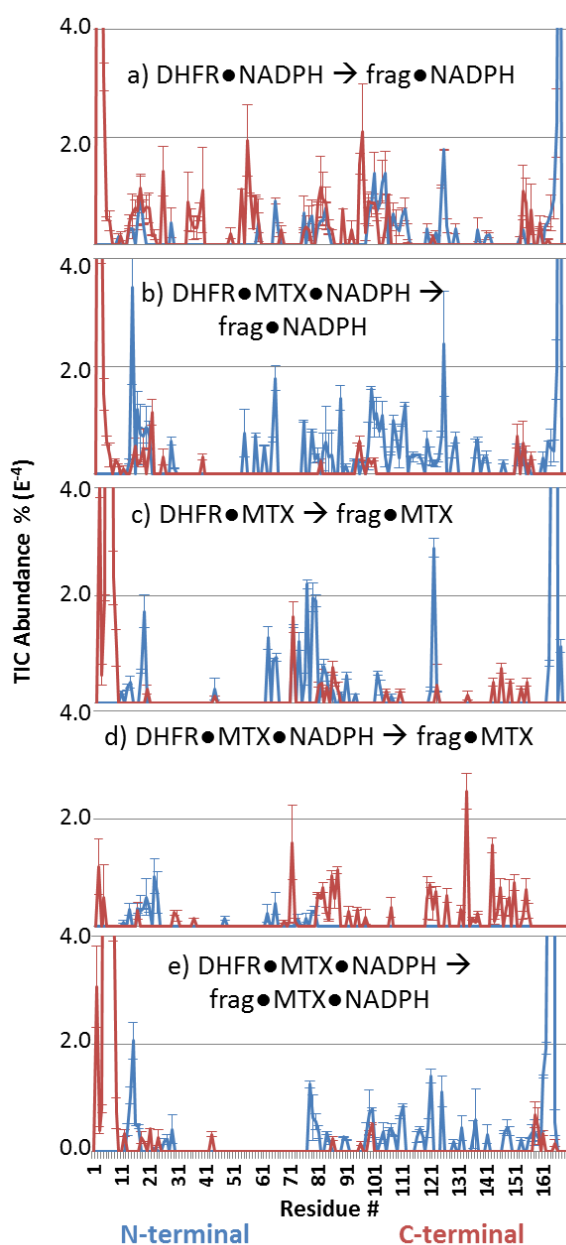 4.0
a) DHFR●NADPH → frag●NADPH
2.0
4.0
b) DHFR●MTX●NADPH →
frag●NADPH
2.0
4.0
c) DHFR●MTX → frag●MTX
2.0
4.0
d) DHFR●MTX●NADPH → frag●MTX
2.0
4.0
e) DHFR●MTX●NADPH →
frag●MTX●NADPH
2.0
0.0
TIC Abundance % (E⁻⁴)
1 11 21 31 41 51 61 71 81 91 101 111 121 131 141 151 161
Residue #
N-terminal C-terminal